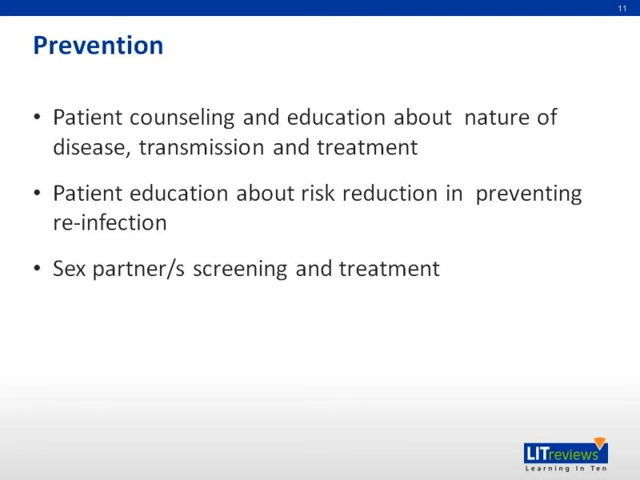 11
Prevention
• Patient counseling and education about nature of
disease, transmission and treatment
• Patient education about risk reduction in preventing
re-infection
• Sex partner/s screening and treatment
LITreviews
Learning In Ten